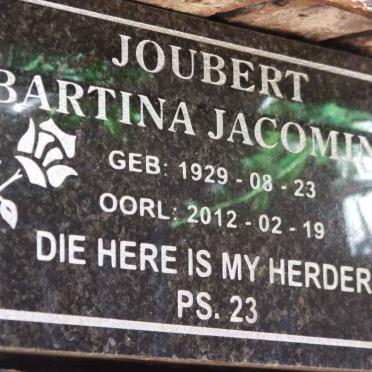 JOUBERT
BARTINA JACOMIN
GEB: 1929 - 08 - 23
OORL: 2012 - 02 - 19
DIE HERE IS MY HERDER
PS. 23